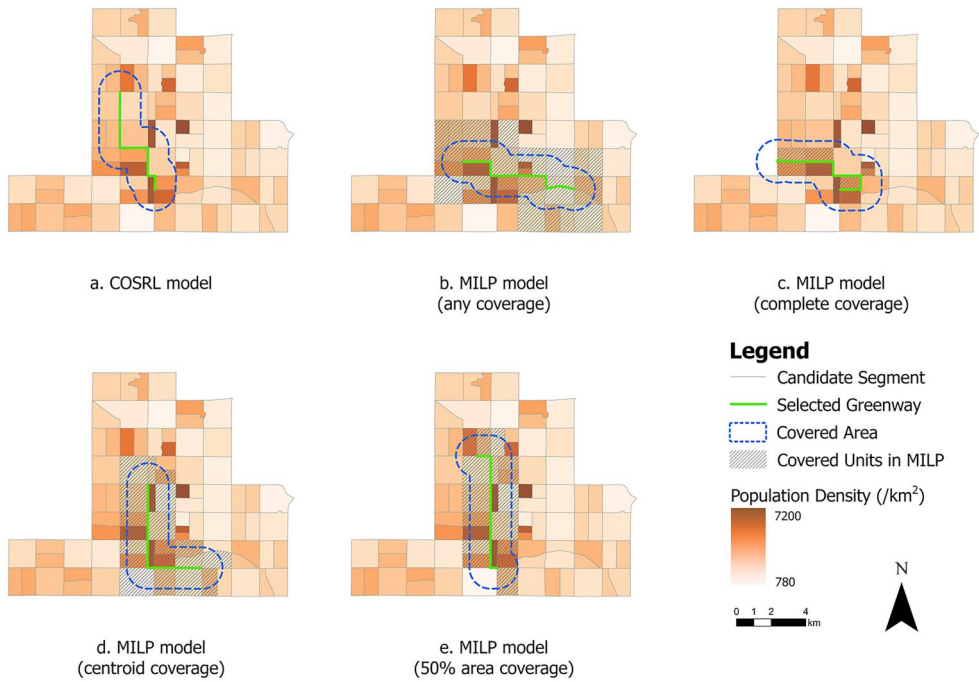 a. COSRL model
b. MILP model
(any coverage)
c. MILP model
(complete coverage)
d. MILP model
(centroid coverage)
e. MILP model
(50% area coverage)
Legend
Candidate Segment
Selected Greenway
Covered Area
Covered Units in MILP
Population Density (/km²)
7200
780
N
0 1 2 4
km